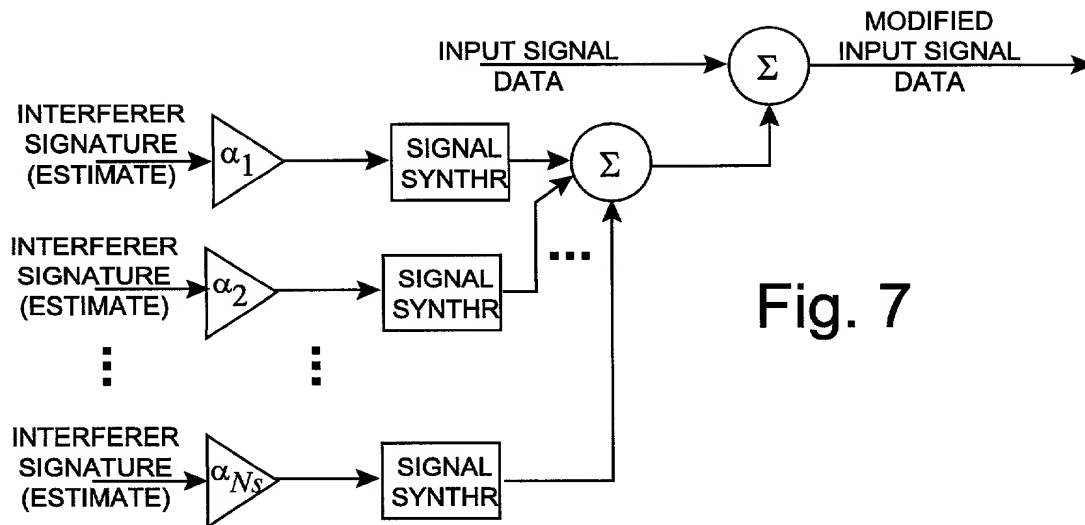 INPUT SIGNAL
DATA
Σ
MODIFIED
INPUT SIGNAL
DATA
INTERFERER
SIGNATURE
(ESTIMATE)
α1
SIGNAL
SYNTHR
Σ
INTERFERER
SIGNATURE
(ESTIMATE)
α2
SIGNAL
SYNTHR
Fig. 7
INTERFERER
SIGNATURE
(ESTIMATE)
αNs
SIGNAL
SYNTHR